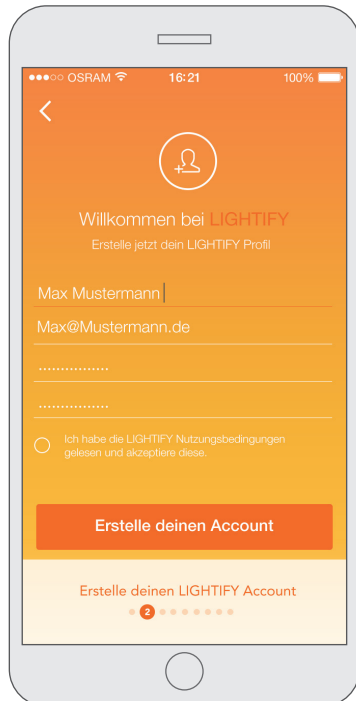 OSRAM 16:21 100%
Willkommen bei LIGHTIFY
Erstelle jetzt dein LIGHTIFY Profil
Max Mustermann
Max@Mustermann.de
...............
...............
Ich habe die LIGHTIFY Nutzungsbedingungen
gelesen und akzeptiere diese.
Erstelle deinen Account
Erstelle deinen LIGHTIFY Account
2